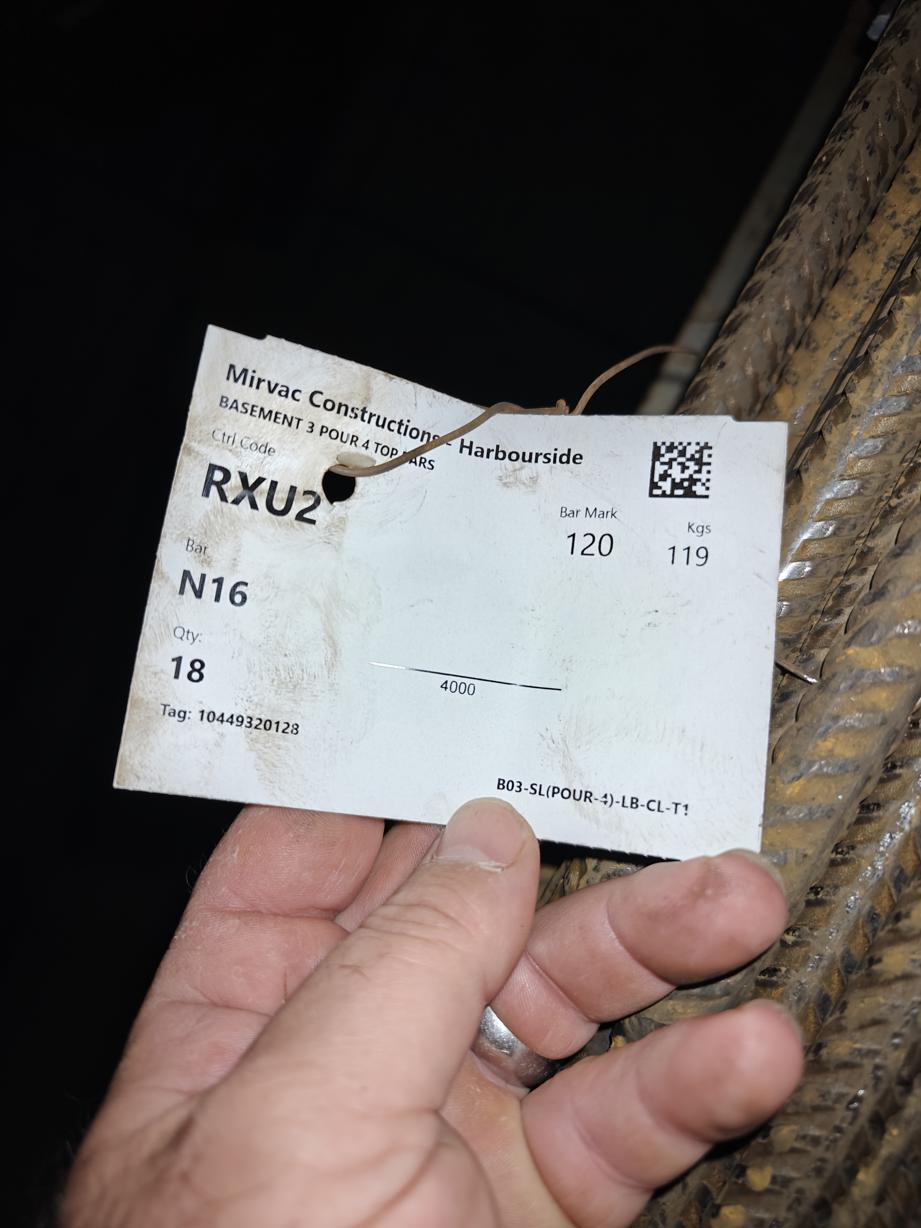 Mirvac Constructions - Harbourside
BASEMENT 3 POUR 4 TOP BARS
Ctrl Code
RXU2
Bar Mark
120
Kgs
119
Bar
N16
Qty:
18
4000
Tag: 10449320128
B03-SL(POUR-4)-LB-CL-T1